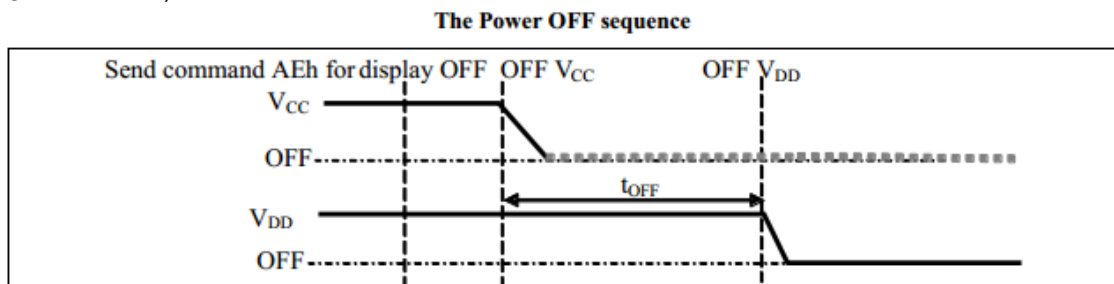 The Power OFF sequence
Send command AEh for display OFF OFF VCC OFF VDD
VCC
OFF
tOFF
VDD
OFF